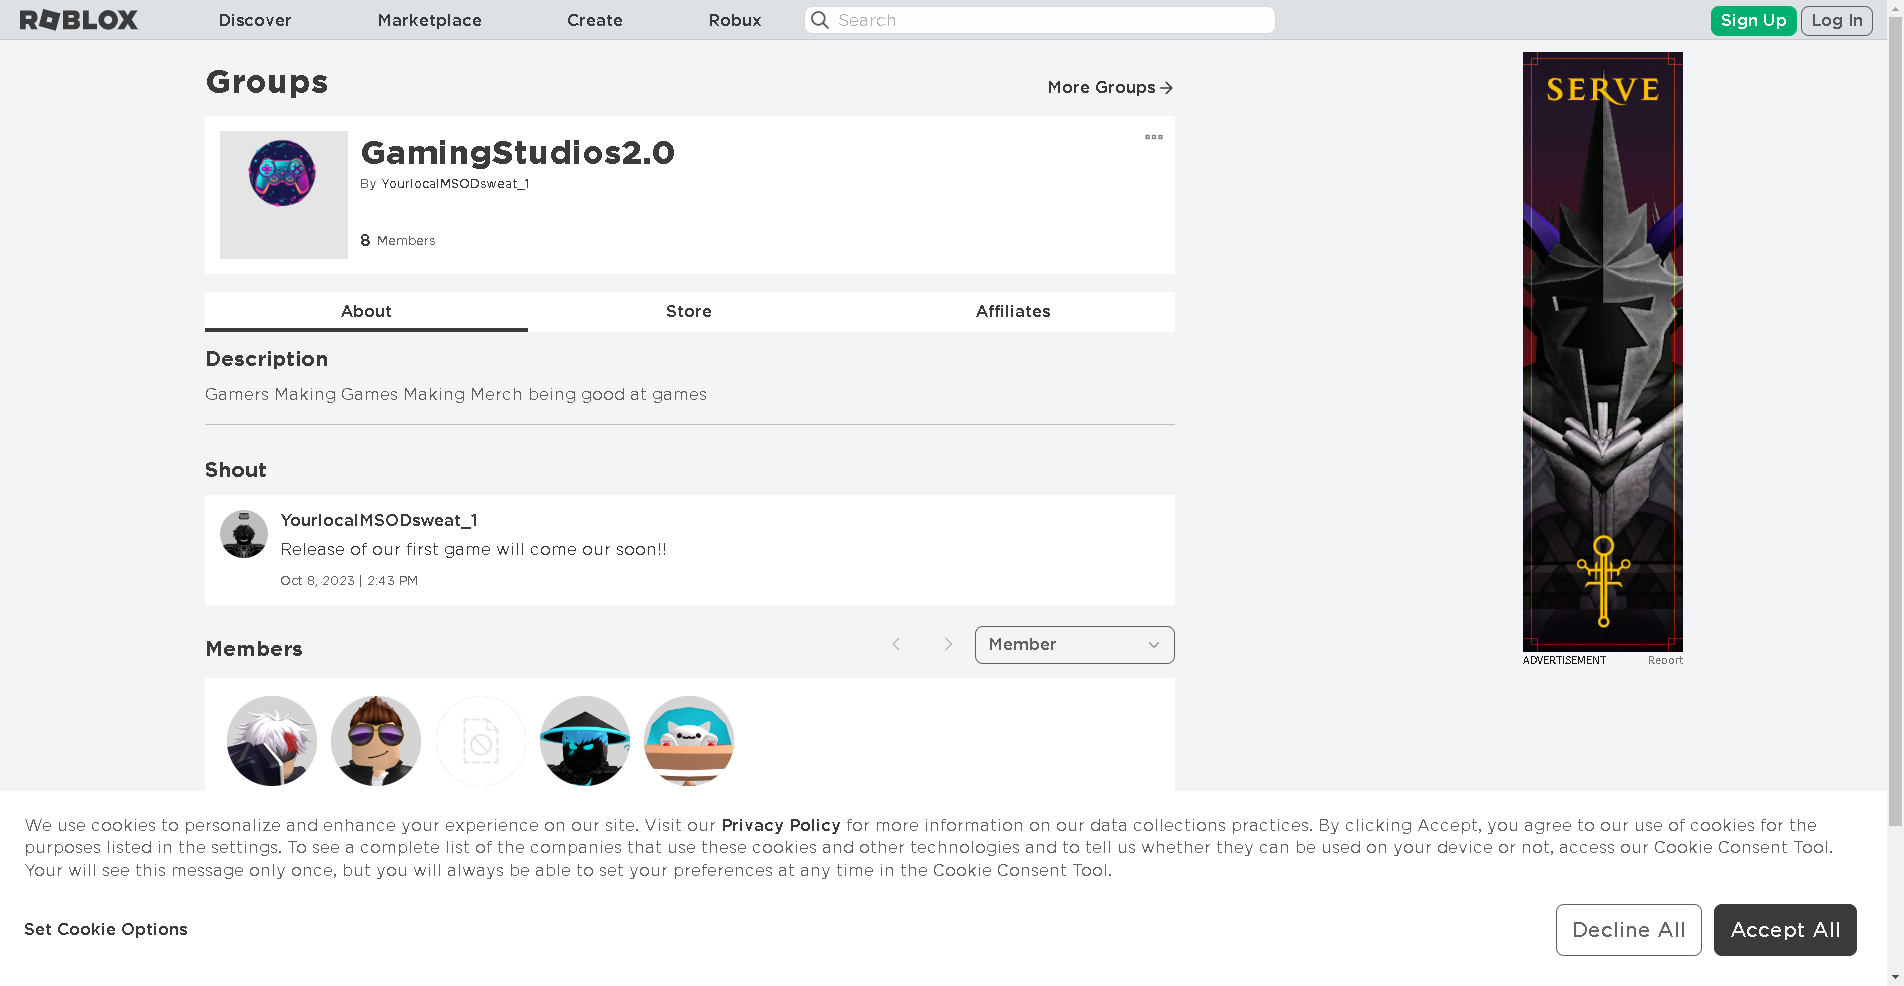 ROBLOX
Discover
Marketplace
Create
Robux
Search
Sign Up
Log In
Groups
More Groups
GamingStudios2.0
By YourlocalMSODsweat_1
8 Members
About
Store
Affiliates
Description
Gamers Making Games Making Merch being good at games
Shout
YourlocalMSODsweat_1
Release of our first game will come our soon!!
Oct 8, 2023 | 2:43 PM
Members
Member
SERVE
ADVERTISEMENT
Report
We use cookies to personalize and enhance your experience on our site. Visit our Privacy Policy for more information on our data collections practices. By clicking Accept, you agree to our use of cookies for the
purposes listed in the settings. To see a complete list of the companies that use these cookies and other technologies and to tell us whether they can be used on your device or not, access our Cookie Consent Tool.
Your will see this message only once, but you will always be able to set your preferences at any time in the Cookie Consent Tool.
Set Cookie Options
Decline All
Accept All